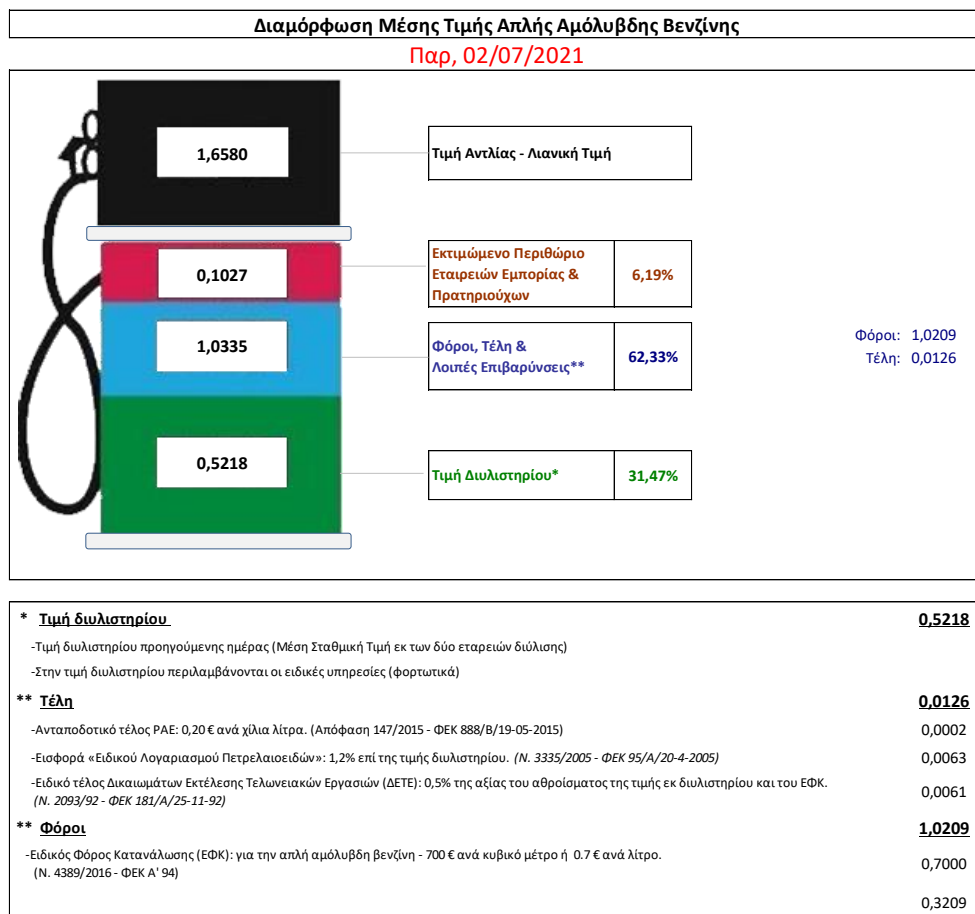 Διαμόρφωση Μέσης Τιμής Απλής Αμόλυβδης Βενζίνης
Παρ, 02/07/2021
1,6580
Τιμή Αντλίας - Λιανική Τιμή
0,1027
Εκτιμώμενο Περιθώριο
Εταιρειών Εμπορίας &
Πρατηριούχων
6,19%
1,0335
Φόροι, Τέλη &
Λοιπές Επιβαρύνσεις**
62,33%
Φόροι: 1,0209
Τέλη: 0,0126
0,5218
Τιμή Διυλιστηρίου*
31,47%
* Τιμή διυλιστηρίου 0,5218
-Τιμή διυλιστηρίου προηγούμενης ημέρας (Μέση Σταθμική Τιμή εκ των δύο εταρειών διύλισης)
-Στην τιμή διυλιστηρίου περιλαμβάνονται οι ειδικές υπηρεσίες (φορτωτικά)
** Τέλη 0,0126
-Ανταποδοτικό τέλος ΡΑΕ: 0,20 € ανά χίλια λίτρα. (Απόφαση 147/2015 - ΦΕΚ 888/Β/19-05-2015) 0,0002
-Εισφορά «Ειδικού Λογαριασμού Πετρελαιοειδών»: 1,2% επί της τιμής διυλιστηρίου. (Ν. 3335/2005 - ΦΕΚ 95/Α/20-4-2005) 0,0063
-Ειδικό τέλος Δικαιωμάτων Εκτέλεσης Τελωνειακών Εργασιών (ΔΕΤΕ): 0,5% της αξίας του αθροίσματος της τιμής εκ διυλιστηρίου και του ΕΦΚ. 0,0061
(Ν. 2093/92 - ΦΕΚ 181/Α/25-11-92)
** Φόροι 1,0209
-Ειδικός Φόρος Κατανάλωσης (ΕΦΚ): για την απλή αμόλυβδη βενζίνη - 700 € ανά κυβικό μέτρο ή 0.7 € ανά λίτρο. 0,7000
(Ν. 4389/2016 - ΦΕΚ Α' 94)
0,3209